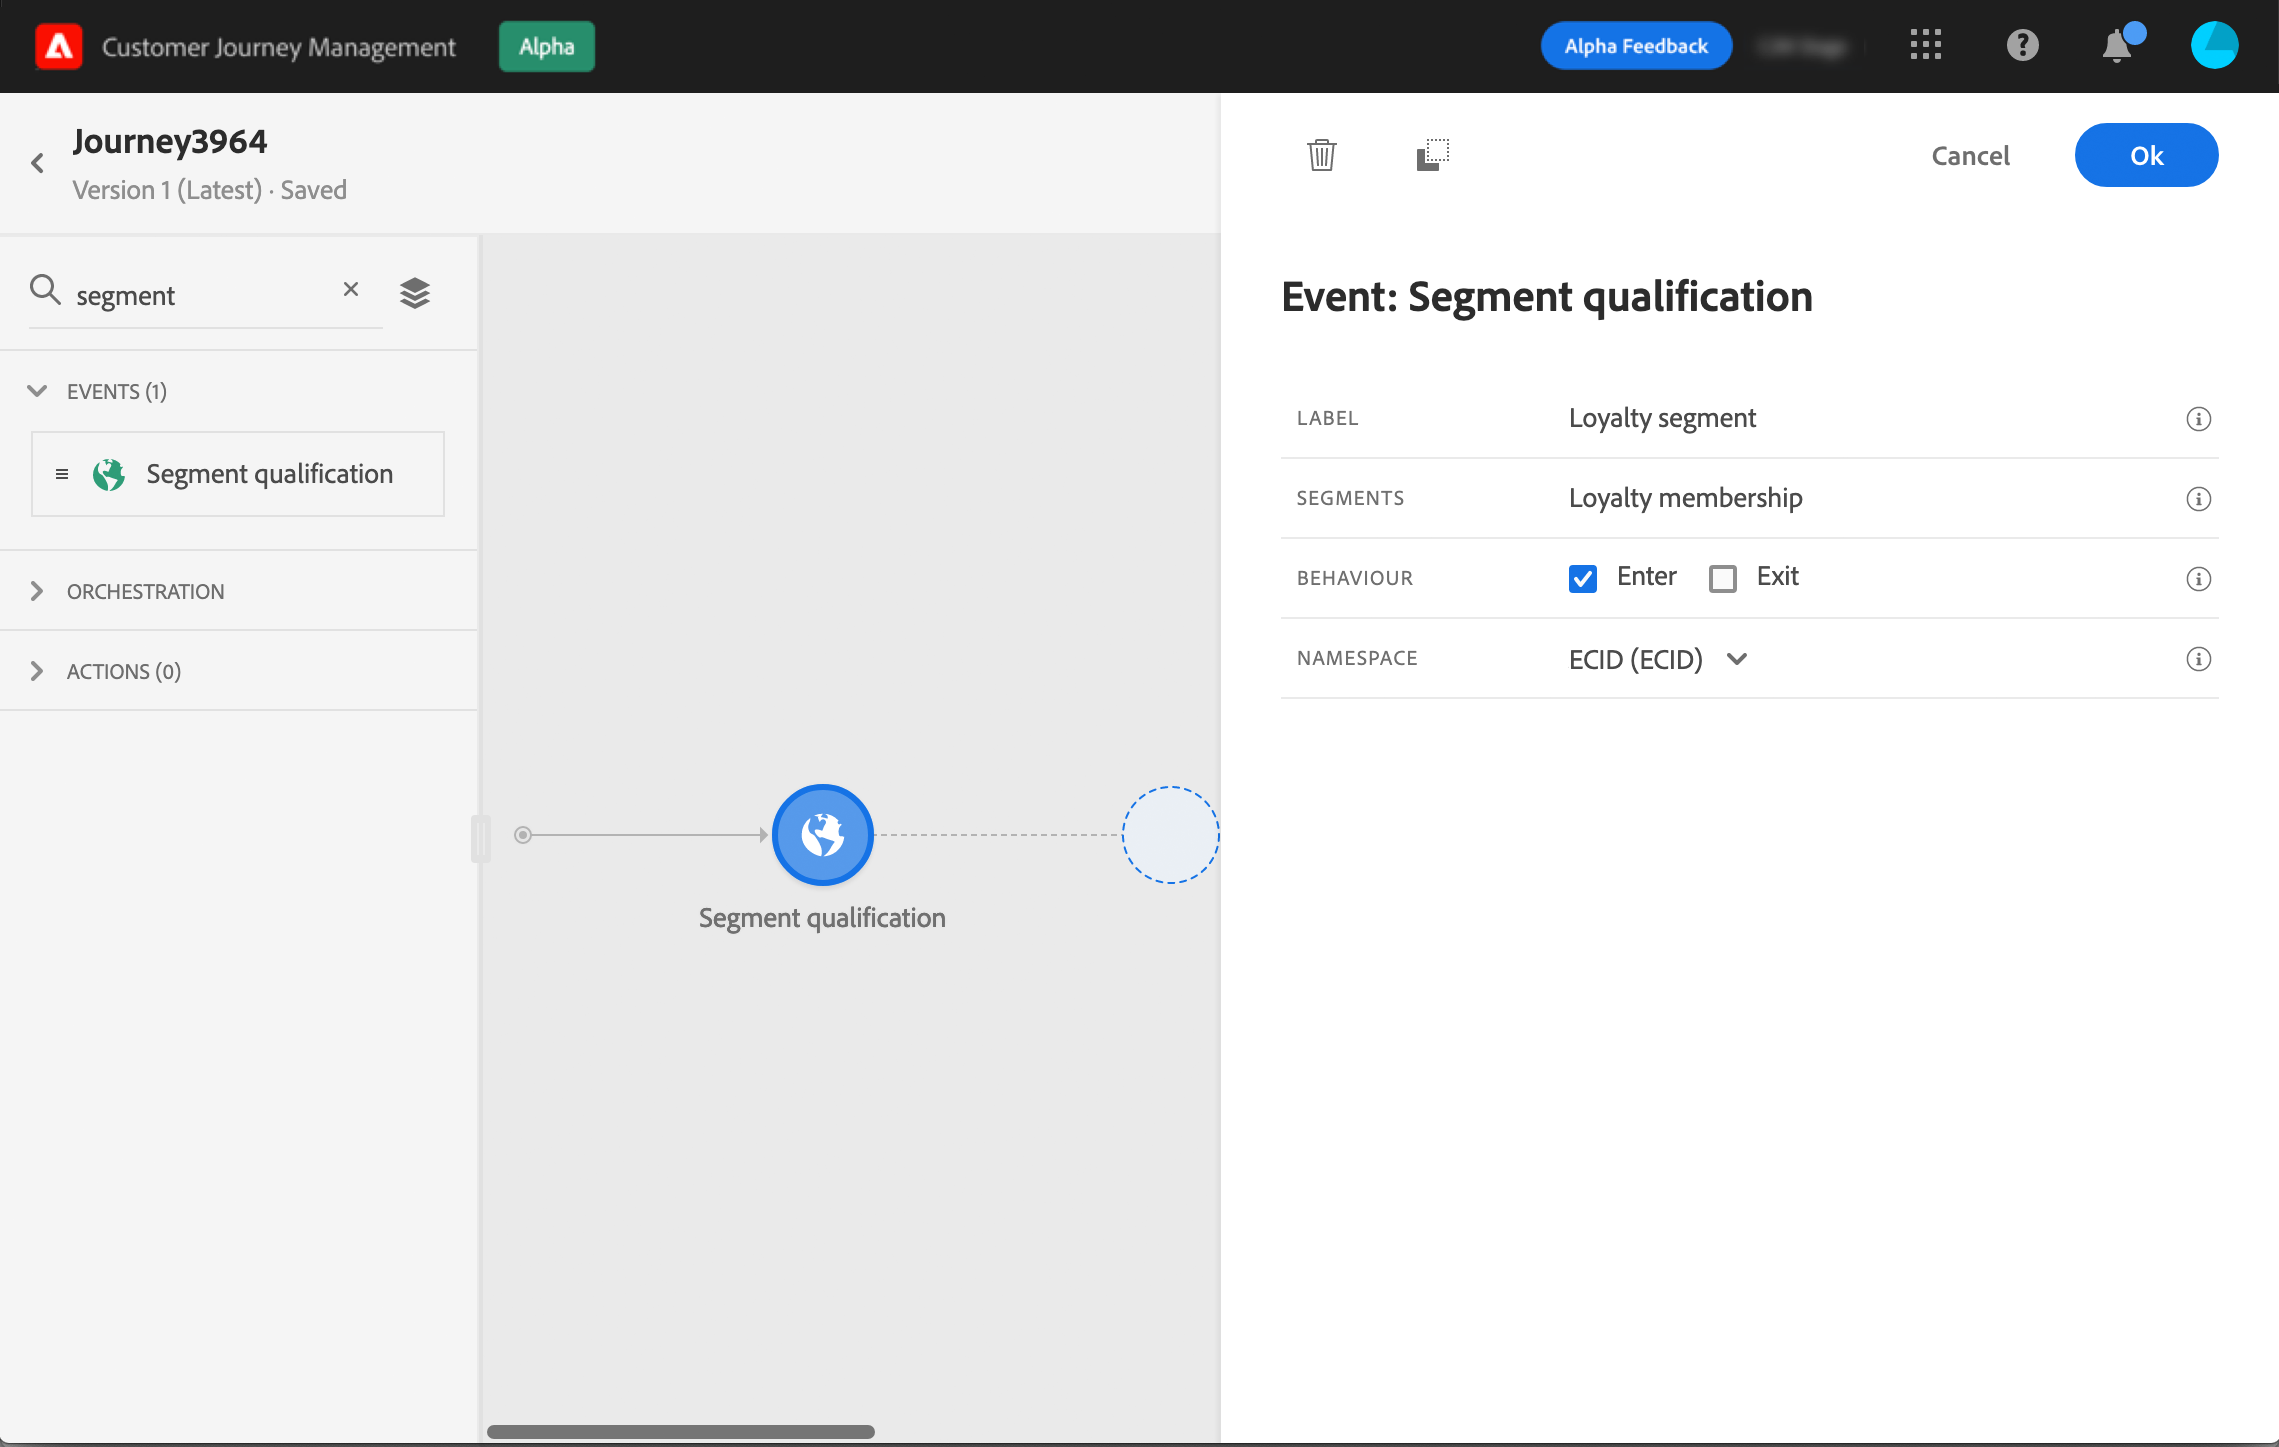 Customer Journey Management
Alpha
Alpha Feedback
Journey3964
Version 1 (Latest) · Saved
Cancel
Ok
segment
EVENTS (1)
Segment qualification
ORCHESTRATION
ACTIONS (0)
Segment qualification
Event: Segment qualification
LABEL Loyalty segment
SEGMENTS Loyalty membership
BEHAVIOUR Enter Exit
NAMESPACE ECID (ECID)